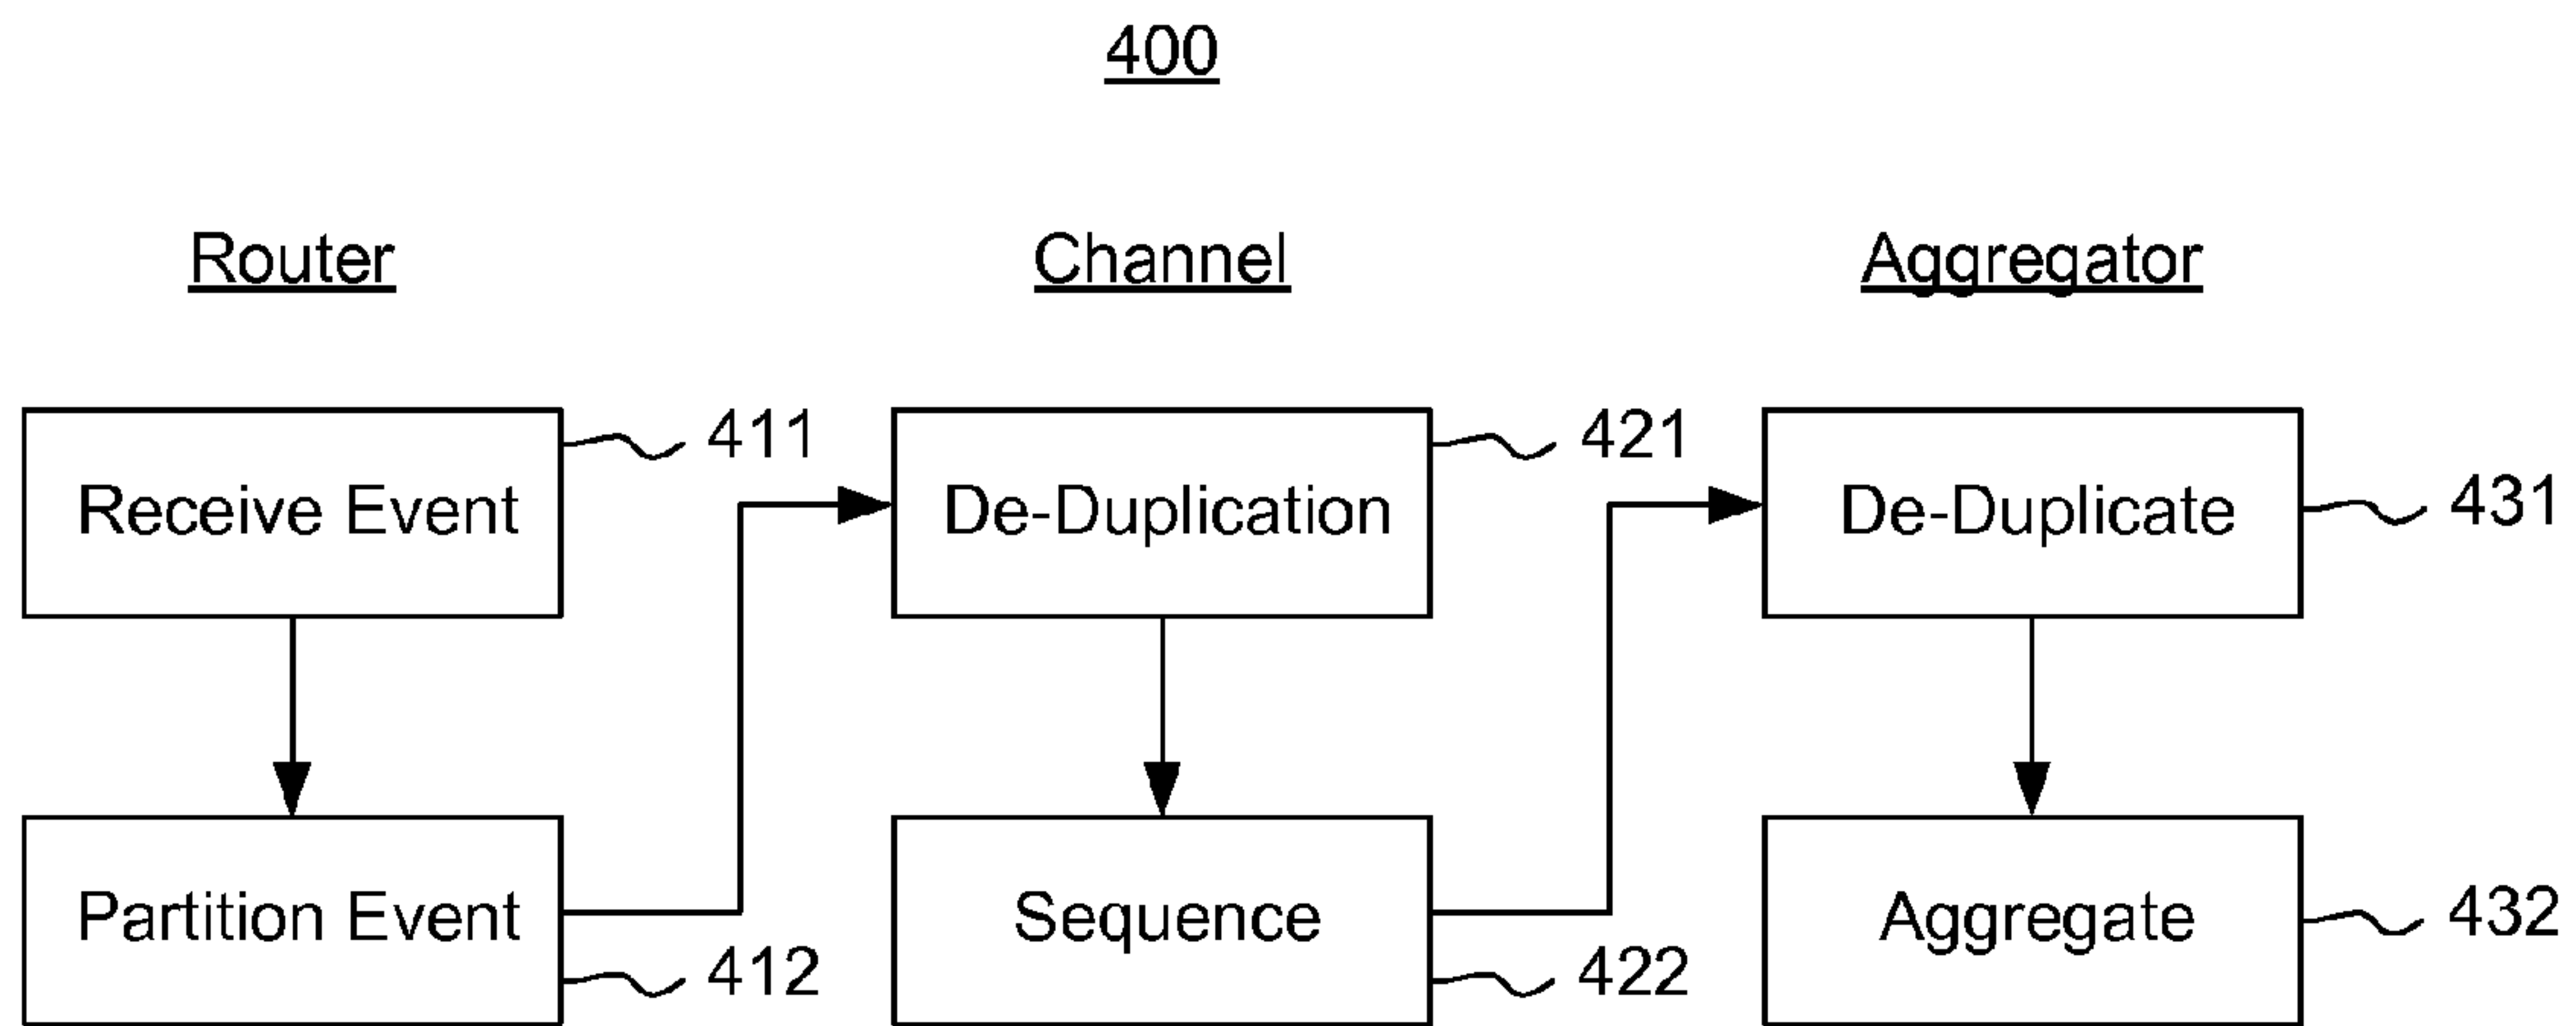 400
Router
Channel
Aggregator
Receive Event
411
De-Duplication
421
De-Duplicate
431
Partition Event
412
Sequence
422
Aggregate
432